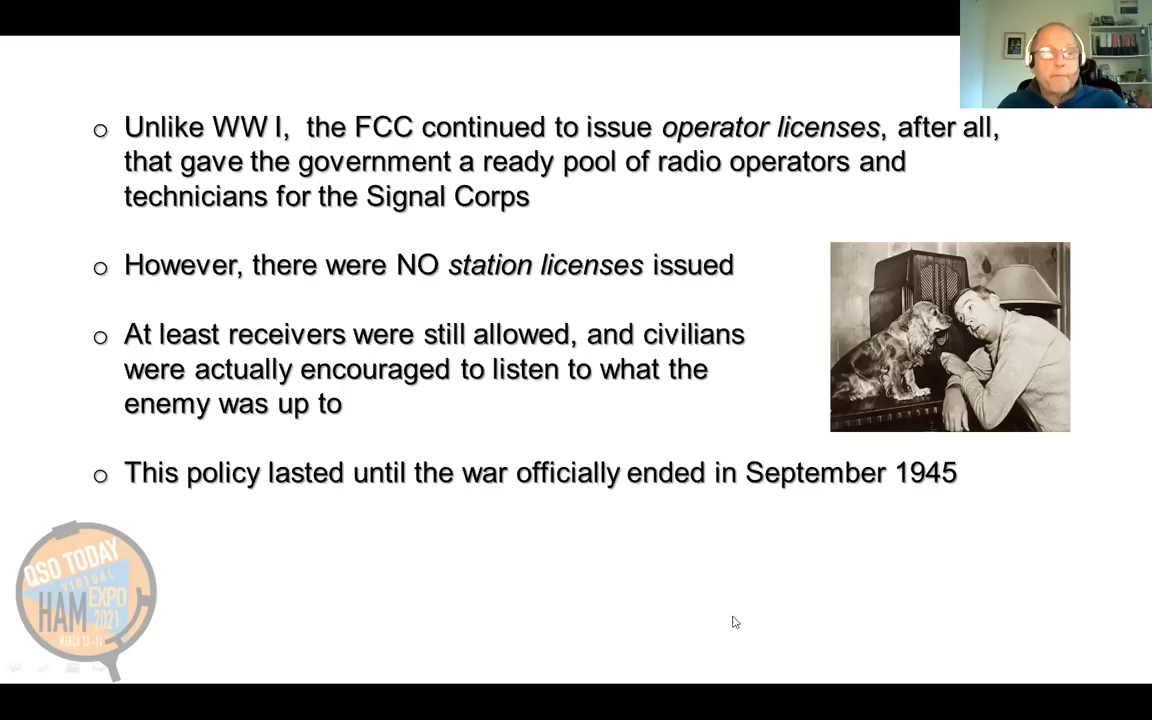 o Unlike WW I, the FCC continued to issue operator licenses, after all,
that gave the government a ready pool of radio operators and
technicians for the Signal Corps
o However, there were NO station licenses issued
o At least receivers were still allowed, and civilians
were actually encouraged to listen to what the
enemy was up to
o This policy lasted until the war officially ended in September 1945
QSO TODAY
VIRTUAL
HAM EXPO
2021